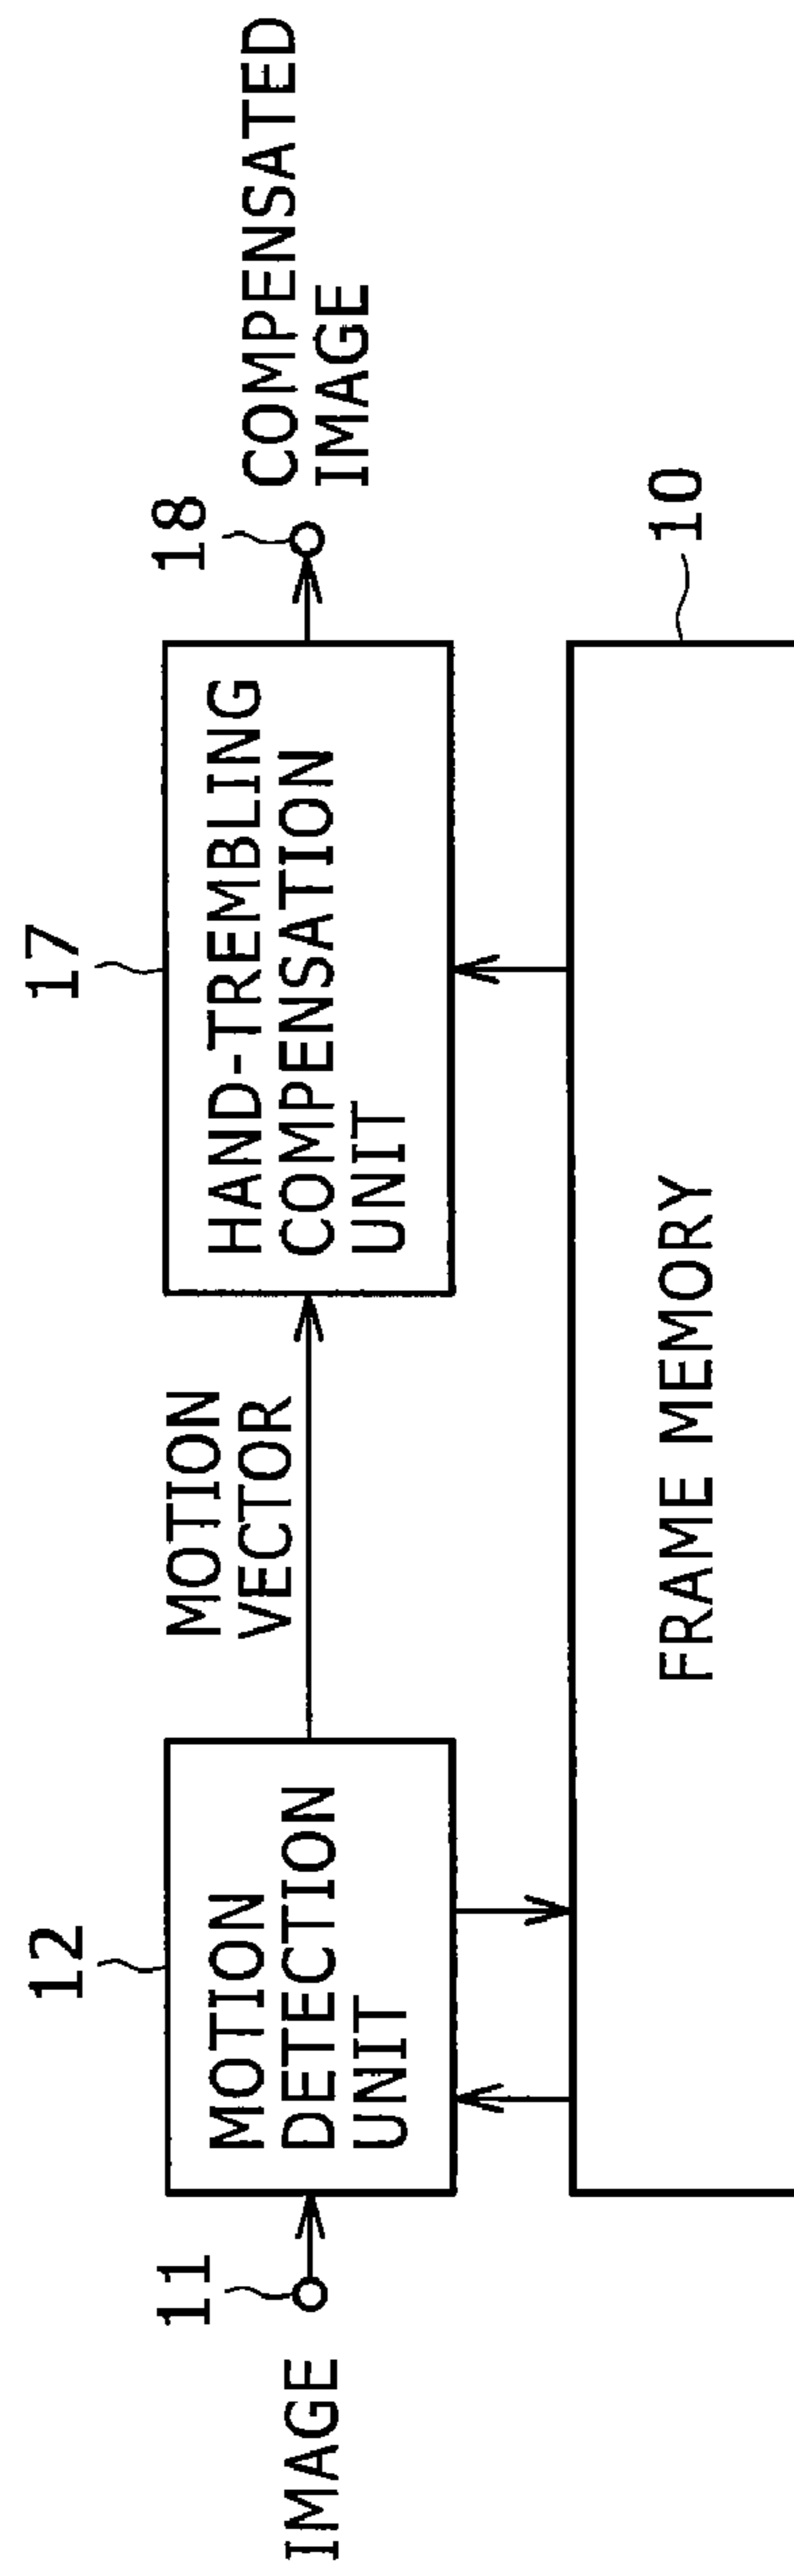 IMAGE
11
12
MOTION
DETECTION
UNIT
MOTION
VECTOR
17
HAND-TREMBLING
COMPENSATION
UNIT
18
COMPENSATED
IMAGE
FRAME MEMORY
10